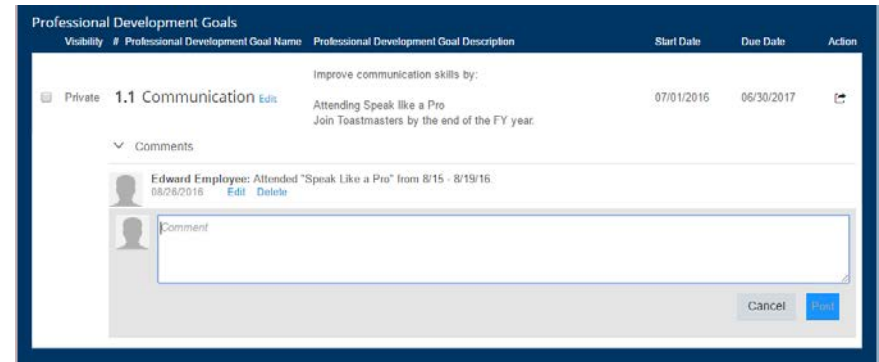 Professional Development Goals
Visibility # Professional Development Goal Name Professional Development Goal Description Start Date Due Date Action
Improve communication skills by:
Private 1.1 Communication Edit 07/01/2016 06/30/2017
Attending Speak like a Pro
Join Toastmasters by the end of the FY year.
Comments
Edward Employee: Attended "Speak Like a Pro" from 8/15 - 8/19/16.
08/26/2016 Edit Delete
Comment
Cancel Post